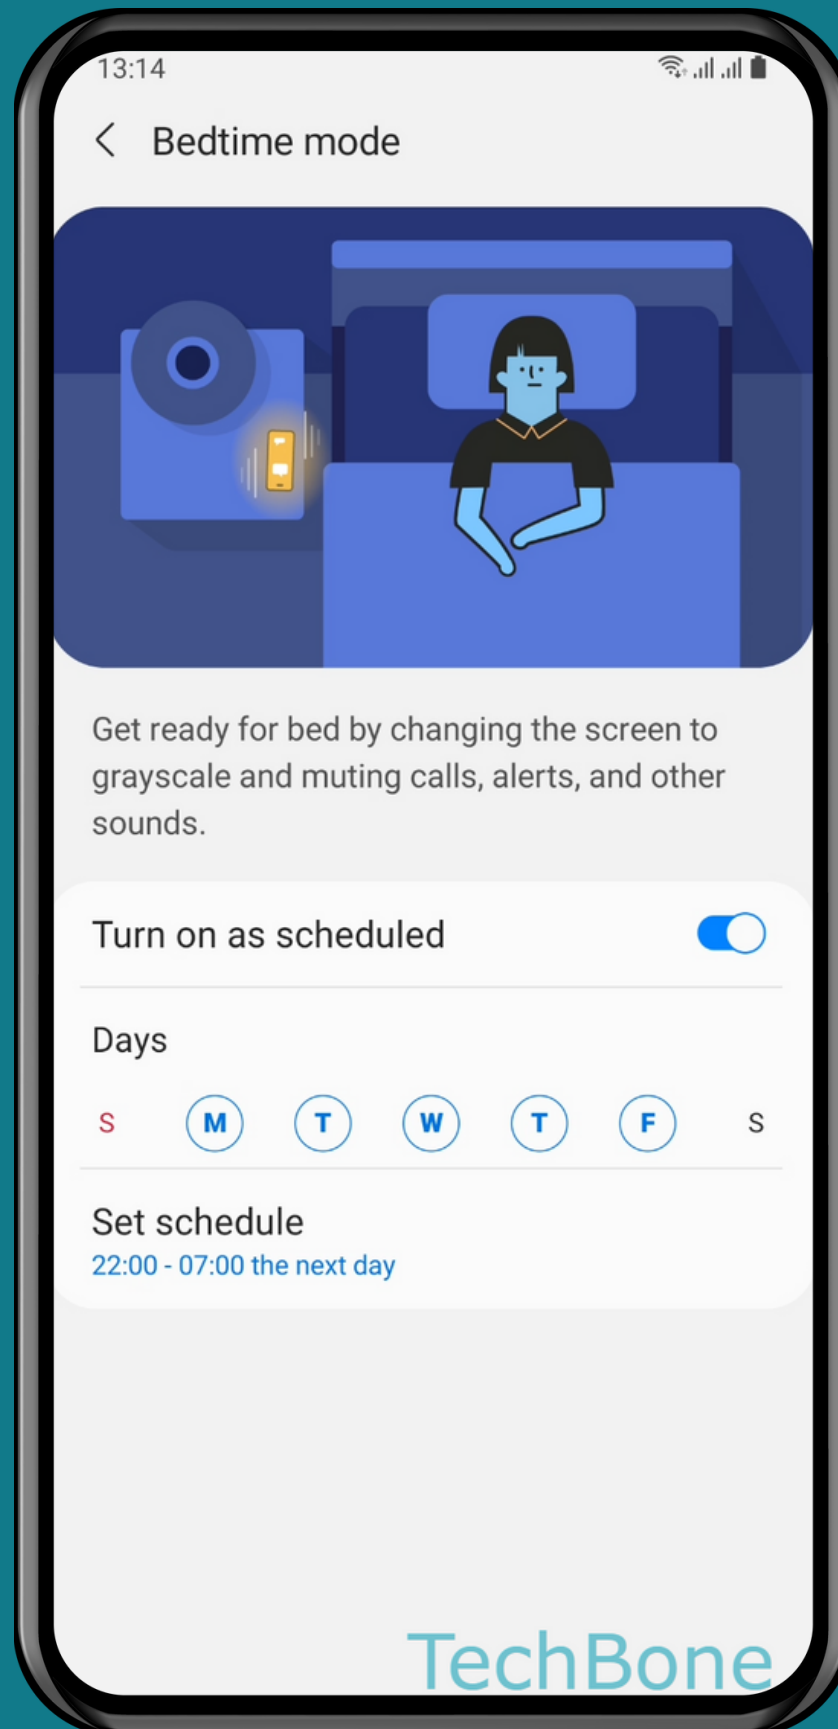 13:14
Bedtime mode
Get ready for bed by changing the screen to
grayscale and muting calls, alerts, and other
sounds.
Turn on as scheduled
Days
S M T W T F S
Set schedule
22:00 - 07:00 the next day
TechBone